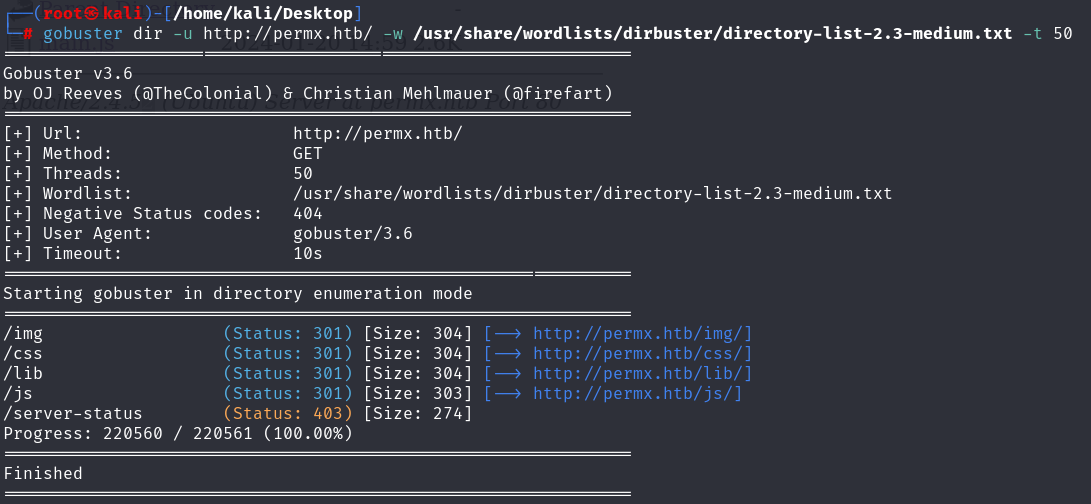 ┌──(root㉿kali)-[/home/kali/Desktop]
└─# gobuster dir -u http://permx.htb/ -w /usr/share/wordlists/dirbuster/directory-list-2.3-medium.txt -t 50
===============================================================
Gobuster v3.6
by OJ Reeves (@TheColonial) & Christian Mehlmauer (@firefart)
===============================================================
[+] Url:                     http://permx.htb/
[+] Method:                  GET
[+] Threads:                 50
[+] Wordlist:                /usr/share/wordlists/dirbuster/directory-list-2.3-medium.txt
[+] Negative Status codes:   404
[+] User Agent:              gobuster/3.6
[+] Timeout:                 10s
===============================================================
Starting gobuster in directory enumeration mode
===============================================================
/img                  (Status: 301) [Size: 304] [--> http://permx.htb/img/]
/css                  (Status: 301) [Size: 304] [--> http://permx.htb/css/]
/lib                  (Status: 301) [Size: 304] [--> http://permx.htb/lib/]
/js                   (Status: 301) [Size: 303] [--> http://permx.htb/js/]
/server-status        (Status: 403) [Size: 274]
Progress: 220560 / 220561 (100.00%)
===============================================================
Finished
===============================================================